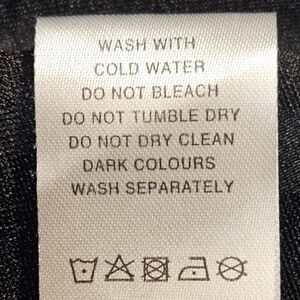 WASH WITH
COLD WATER
DO NOT BLEACH
DO NOT TUMBLE DRY
DO NOT DRY CLEAN
DARK COLOURS
WASH SEPARATELY